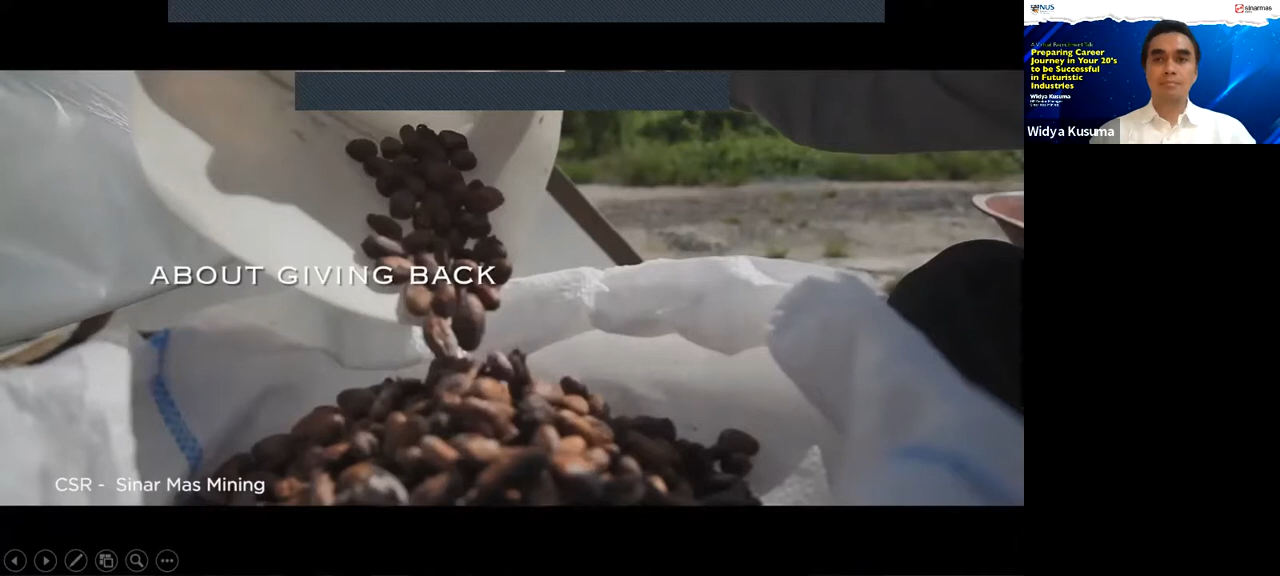 ABOUT GIVING BACK
CSR - Sinar Mas Mining
NUS
sinarmas
Preparing Career
Journey in Your 20's
to be Successful
in Futuristic
Industries
Widya Kusuma
Widya Kusuma